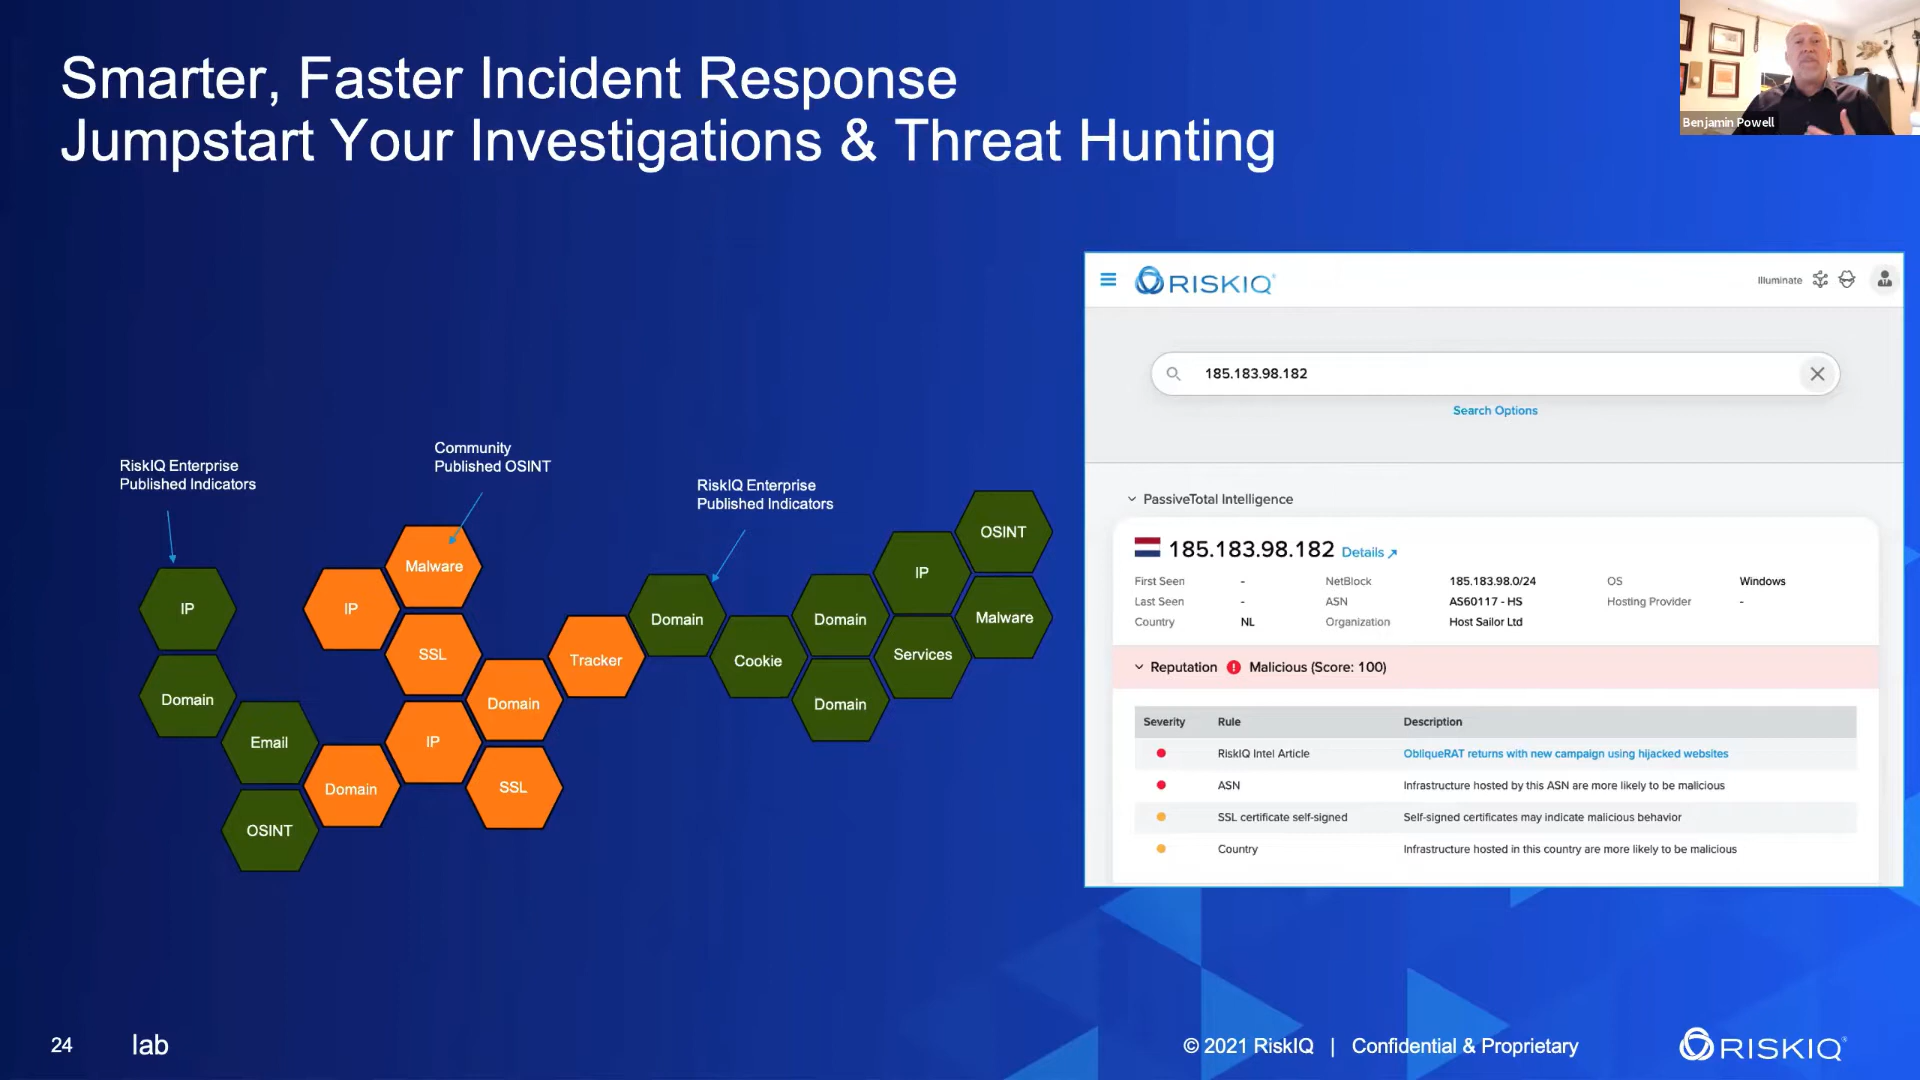 Smarter, Faster Incident Response
Jumpstart Your Investigations & Threat Hunting
Benjamin Powell
RISKIQ
Illuminate
185.183.98.182
Search Options
PassiveTotal Intelligence
185.183.98.182 Details
First Seen - NetBlock 185.183.98.0/24 OS Windows
Last Seen - ASN AS60117 - HS Hosting Provider -
Country NL Organization Host Sailor Ltd
Reputation Malicious (Score: 100)
Severity Rule Description
RiskIQ Intel Article ObliqueRAT returns with new campaign using hijacked websites
ASN Infrastructure hosted by this ASN are more likely to be malicious
SSL certificate self-signed Self-signed certificates may indicate malicious behavior
Country Infrastructure hosted in this country are more likely to be malicious
RiskIQ Enterprise
Published Indicators
Community
Published OSINT
RiskIQ Enterprise
Published Indicators
IP
Domain
Email
OSINT
IP
Malware
SSL
IP
Domain
Domain
SSL
Tracker
Domain
Cookie
Domain
Domain
IP
Services
OSINT
Malware
24 lab
© 2021 RiskIQ | Confidential & Proprietary
RISKIQ